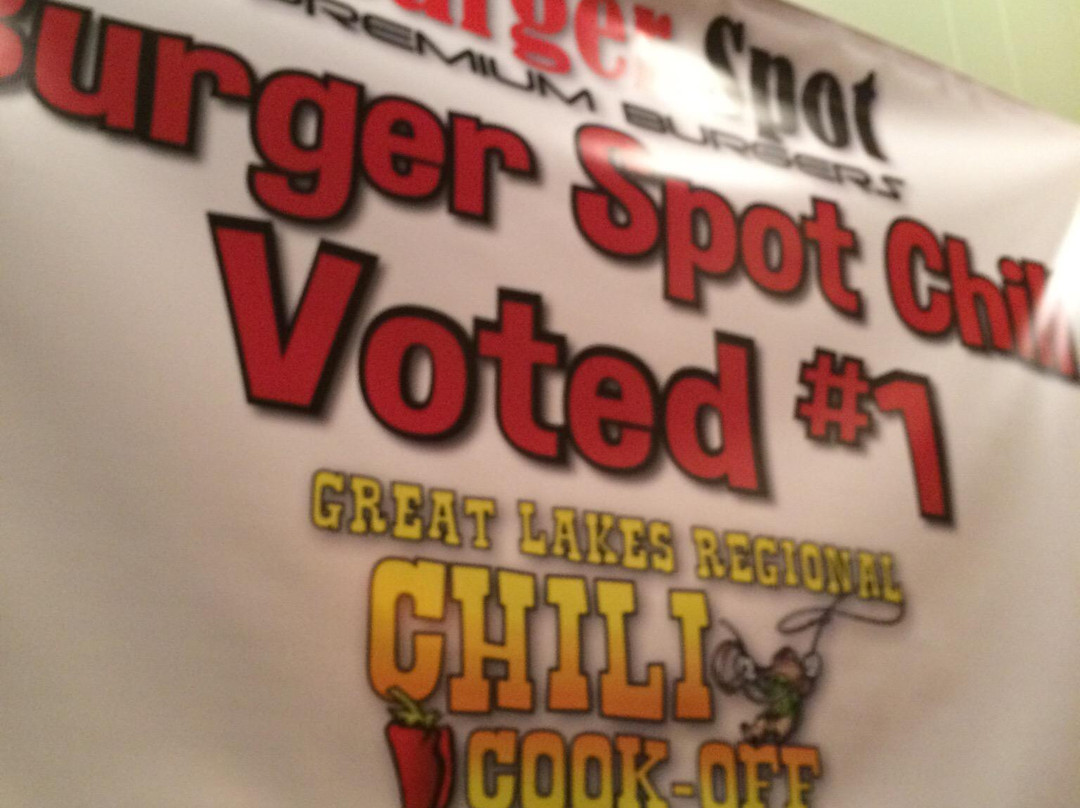 Burger Spot
PREMIUM BURGERS
Burger Spot Chili
Voted #1
GREAT LAKES REGIONAL
CHILI
COOK-OFF